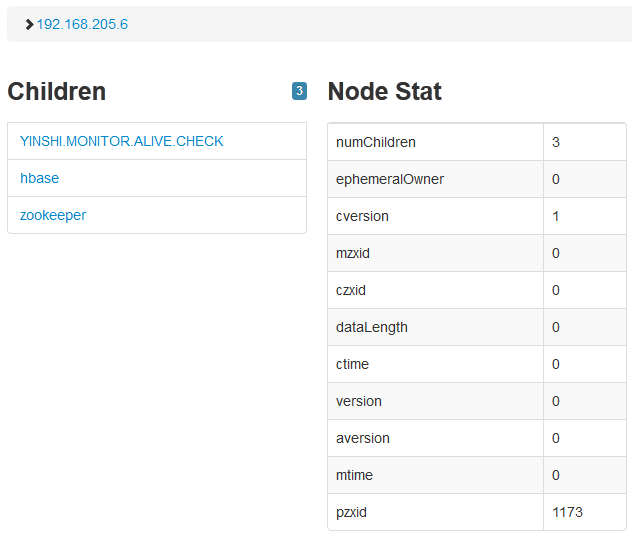 192.168.205.6
Children 3
YINSHI.MONITOR.ALIVE.CHECK
hbase
zookeeper
Node Stat
numChildren 3
ephemeralOwner 0
cversion 1
mzxid 0
czxid 0
dataLength 0
ctime 0
version 0
aversion 0
mtime 0
pzxid 1173